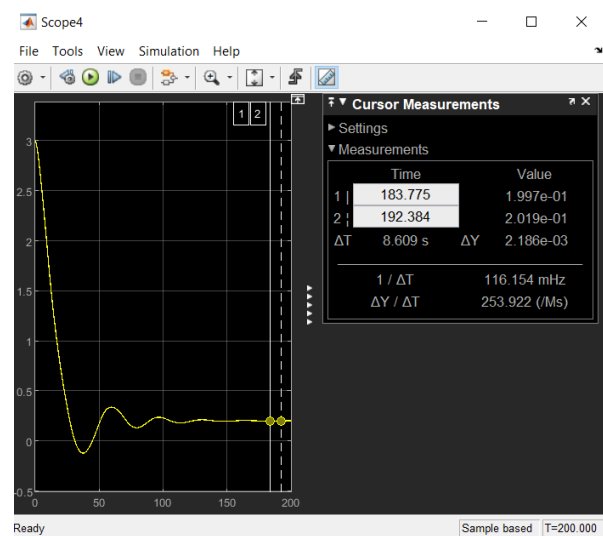 Scope4
File Tools View Simulation Help
1 2
3
2.5
2
1.5
1
0.5
0
-0.5
0 50 100 150 200
Cursor Measurements
Settings
Measurements
Time Value
1 | 183.775 1.997e-01
2 ¦ 192.384 2.019e-01
ΔT 8.609 s ΔY 2.186e-03
1 / ΔT 116.154 mHz
ΔY / ΔT 253.922 (/Ms)
Ready Sample based T=200.000